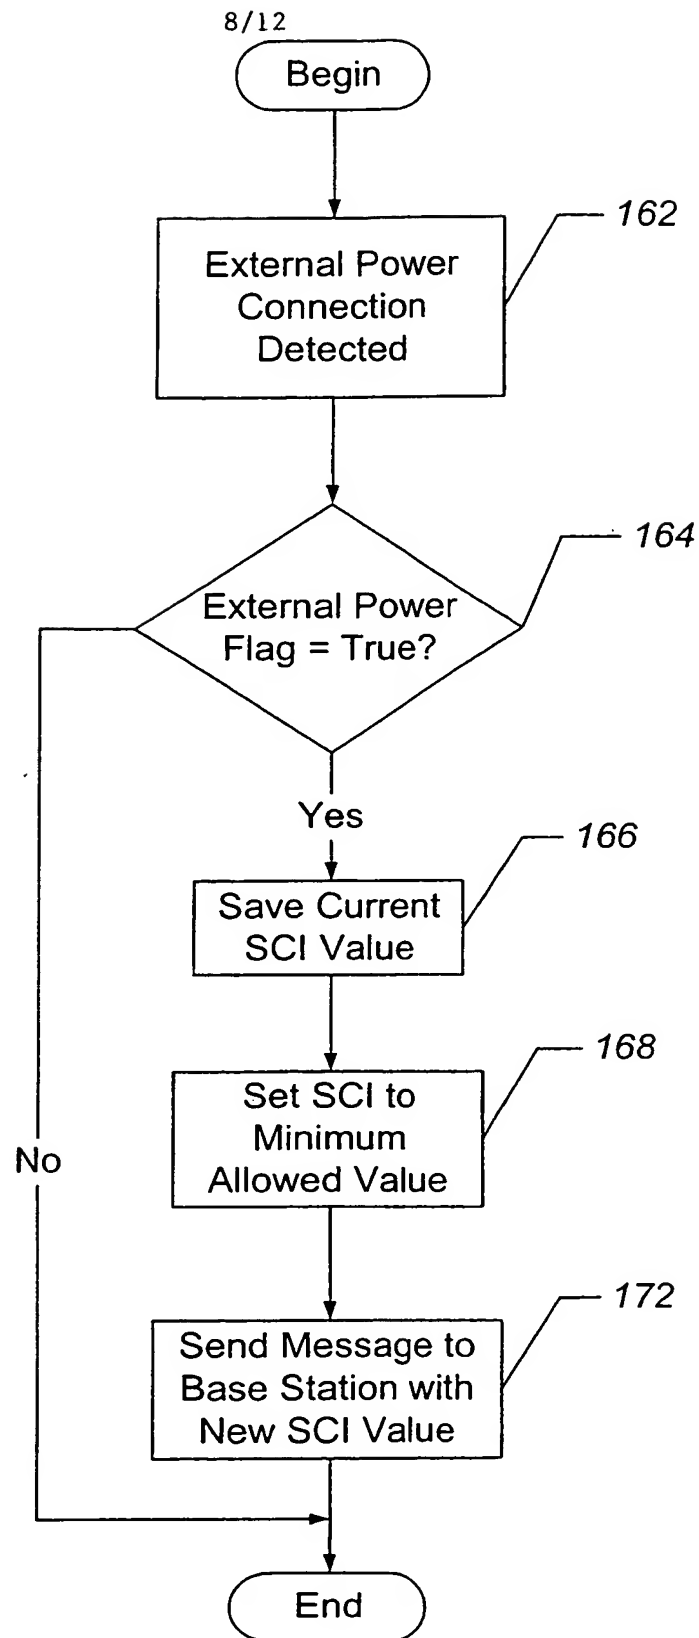 8/12
Begin
162
External Power
Connection
Detected
164
External Power
Flag = True?
Yes
166
Save Current
SCI Value
168
Set SCI to
Minimum
Allowed Value
No
172
Send Message to
Base Station with
New SCI Value
End